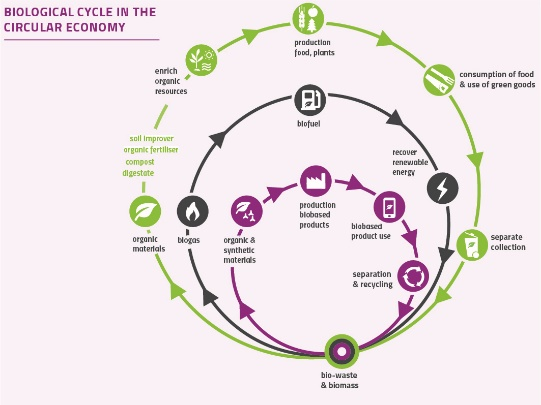 BIOLOGICAL CYCLE IN THE
CIRCULAR ECONOMY
production
food, plants
enrich
organic
resources
consumption of food
& use of green goods
biofuel
soil improver
organic fertiliser
compost
digestate
recover
renewable
energy
production
biobased
products
biobased
product use
organic
materials
biogas
organic &
synthetic
materials
separate
collection
separation
& recycling
bio-waste
& biomass